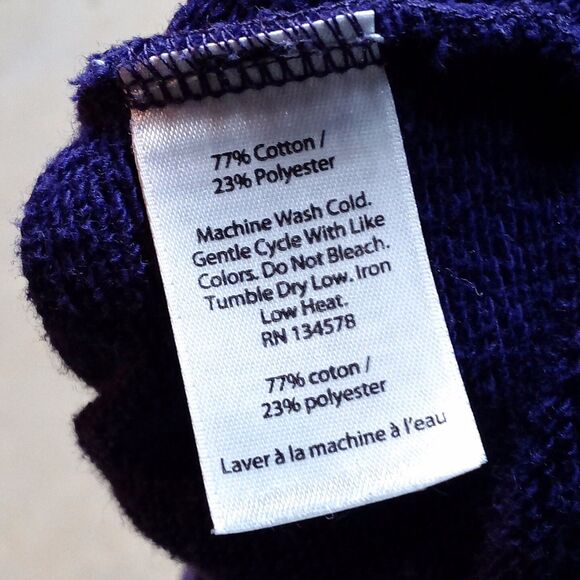 77% Cotton /
23% Polyester
Machine Wash Cold.
Gentle Cycle With Like
Colors. Do Not Bleach.
Tumble Dry Low. Iron
Low Heat.
RN 134578
77% coton /
23% polyester
Laver à la machine à l'eau